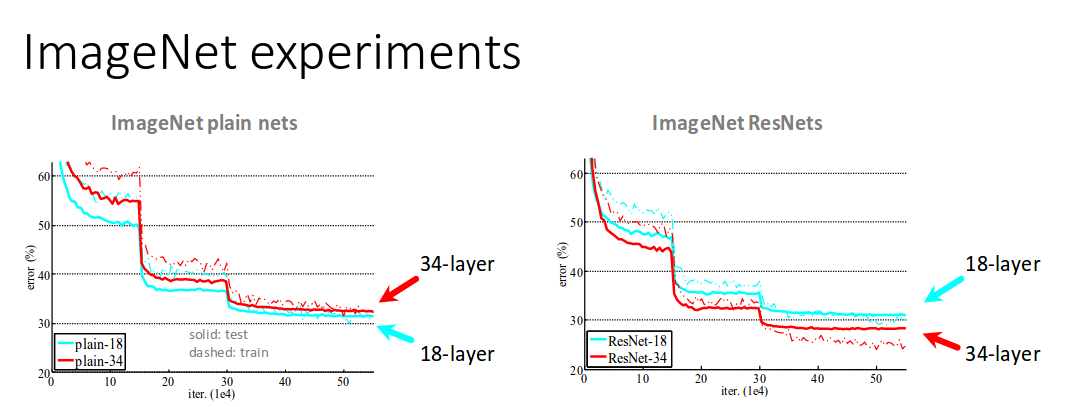 ImageNet experiments
ImageNet plain nets
60
50
40
30
20
error (%)
0
10
20
30
40
50
iter. (1e4)
plain-18
plain-34
solid: test
dashed: train
34-layer
18-layer
ImageNet ResNets
60
50
40
30
20
error (%)
0
10
20
30
40
50
iter. (1e4)
ResNet-18
ResNet-34
18-layer
34-layer